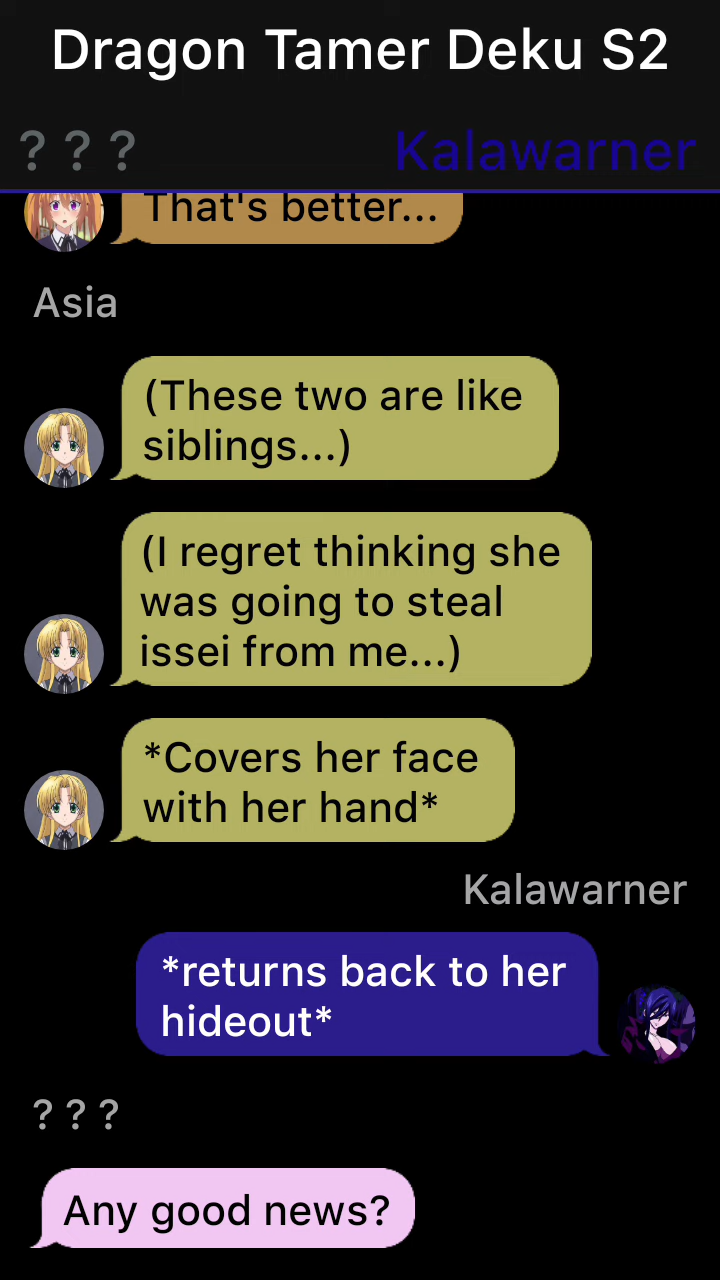 Dragon Tamer Deku S2
? ? ?
Kalawarner
That's better...
Asia
(These two are like
siblings...)
(I regret thinking she
was going to steal
issei from me...)
*Covers her face
with her hand*
Kalawarner
*returns back to her
hideout*
? ? ?
Any good news?